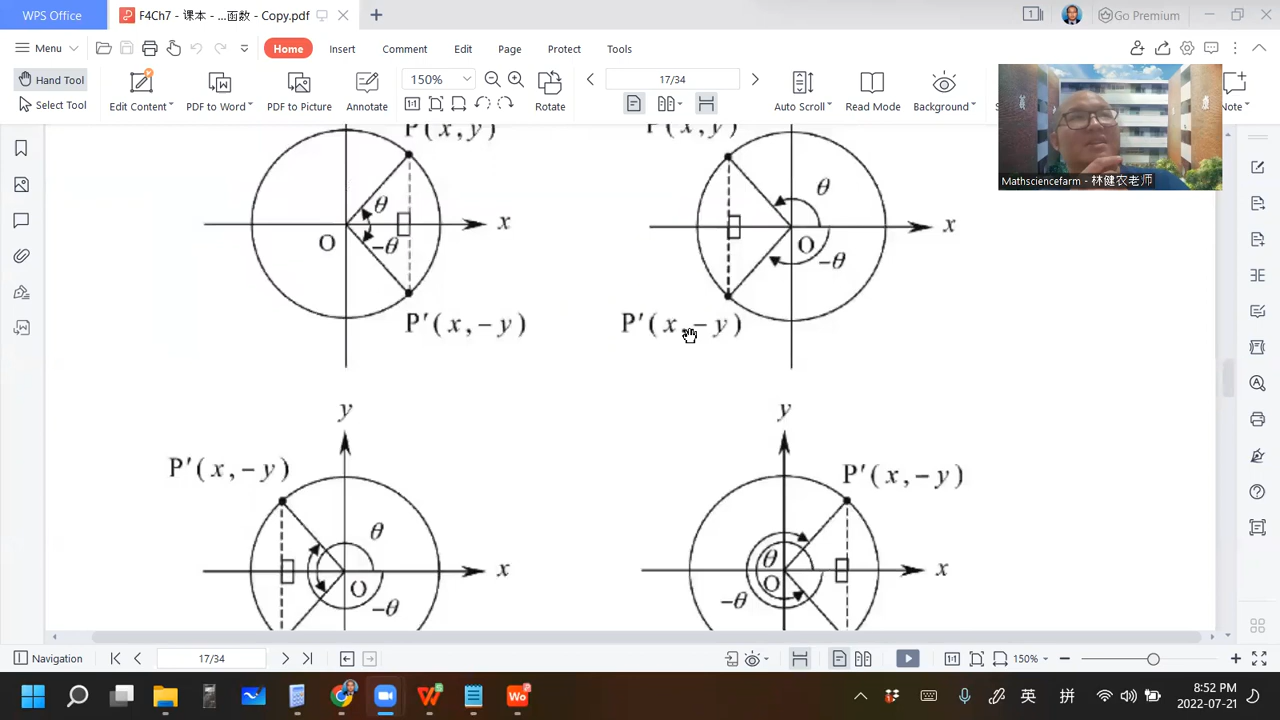 WPS Office
F4Ch7 - 课本 - ...函数 - Copy.pdf
1
Go Premium
Menu
Home
Insert
Comment
Edit
Page
Protect
Tools
Hand Tool
Select Tool
Edit Content
PDF to Word
PDF to Picture
Annotate
150%
Rotate
17/34
Auto Scroll
Read Mode
Background
Note
Mathsciencefarm - 林健农老师
P(x,y)
θ
−θ
O
x
P′(x,−y)
P(x,y)
θ
O
−θ
x
P′(x,−y)
y
P′(x,−y)
θ
O
−θ
x
y
P′(x,−y)
θ
O
−θ
x
Navigation
17/34
150%
英
拼
8:52 PM
2022-07-21